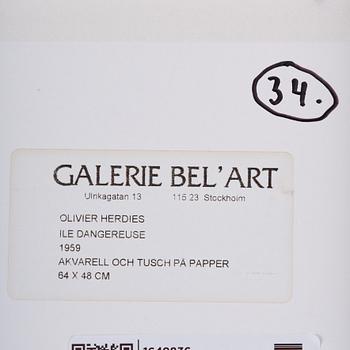 34.
GALERIE BEL'ART
Ulrikagatan 13 115 23 Stockholm
OLIVIER HERDIES
ILE DANGEREUSE
1959
AKVARELL OCH TUSCH PÅ PAPPER
64 X 48 CM